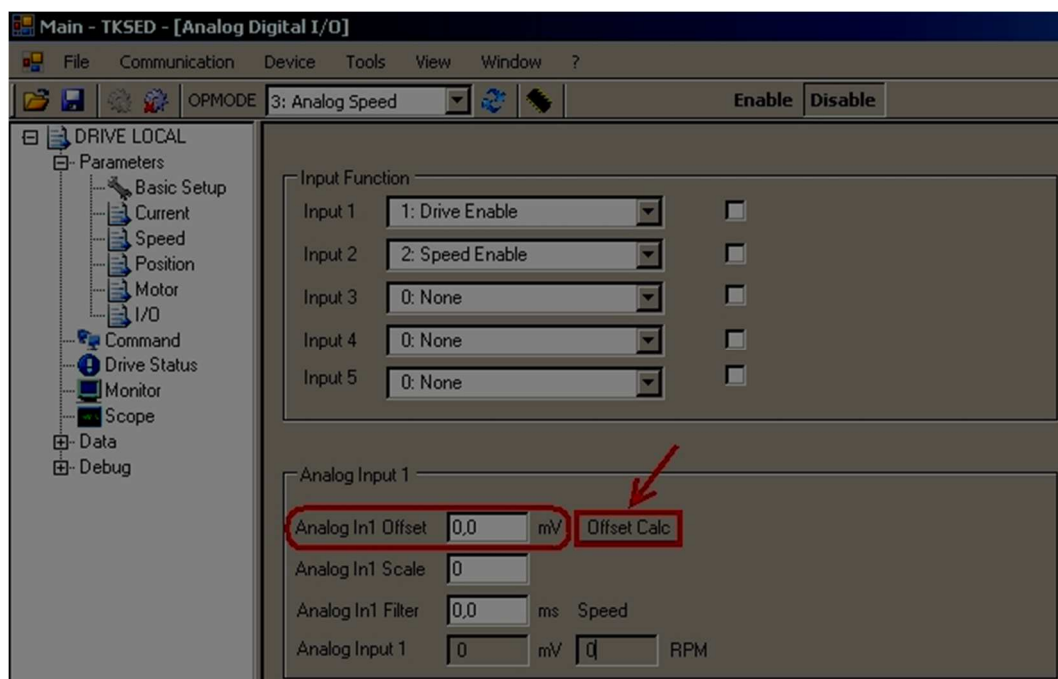 Main - TKSED - [Analog Digital I/O]
File Communication Device Tools View Window ?
OPMODE 3: Analog Speed Enable Disable
DRIVE LOCAL
Parameters
Basic Setup
Current
Speed
Position
Motor
I/O
Command
Drive Status
Monitor
Scope
Data
Debug
Input Function
Input 1 1: Drive Enable
Input 2 2: Speed Enable
Input 3 0: None
Input 4 0: None
Input 5 0: None
Analog Input 1
Analog In1 Offset 0,0 mV Offset Calc
Analog In1 Scale 0
Analog In1 Filter 0,0 ms Speed
Analog Input 1 0 mV 0 RPM